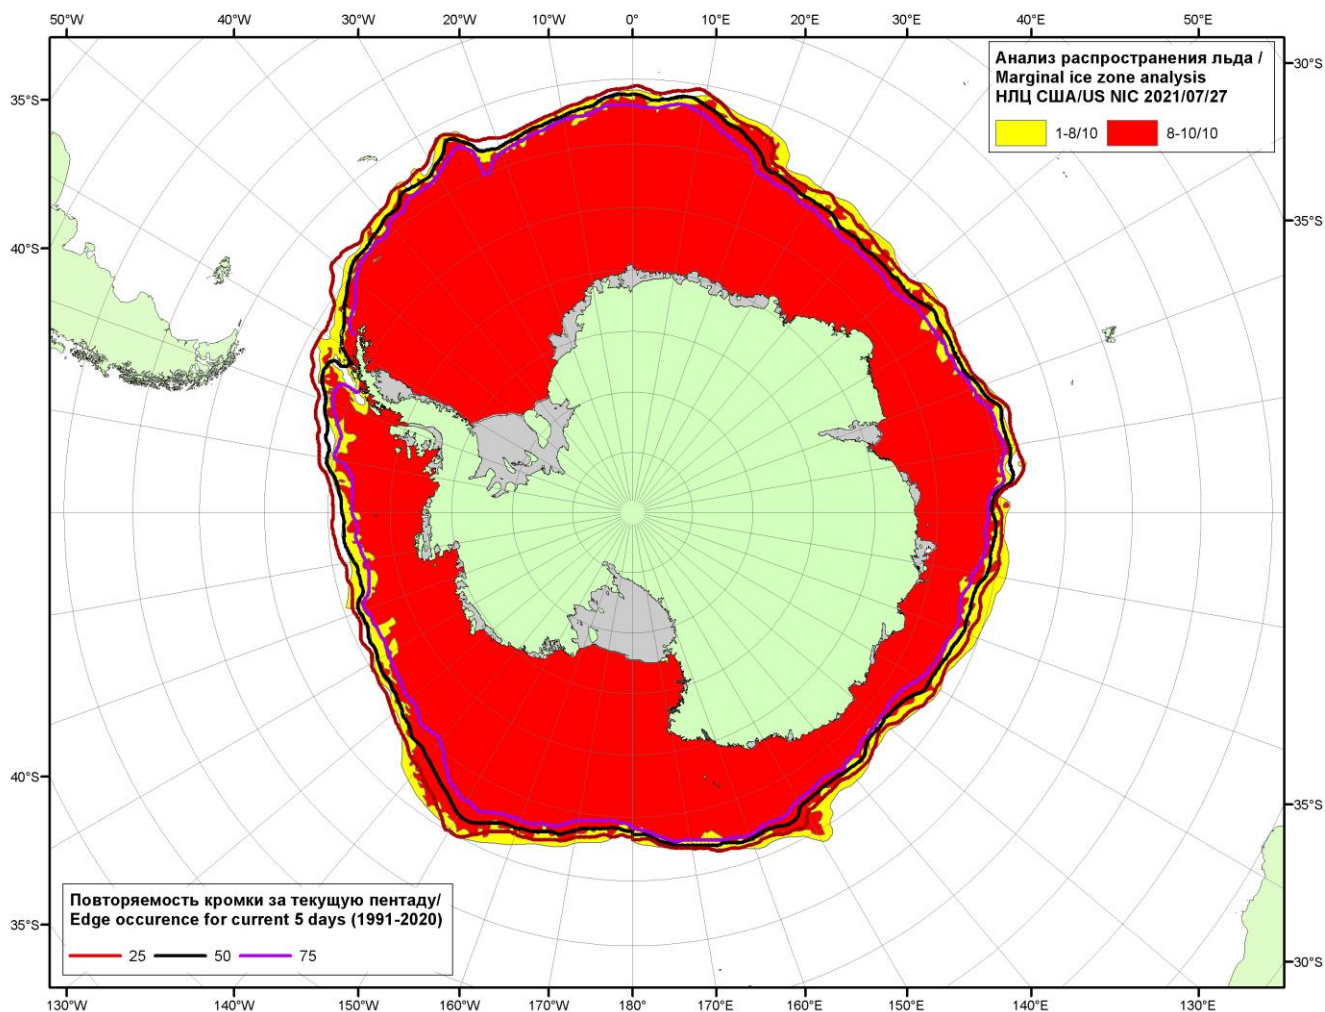 50°W 40°W 30°W 20°W 10°W 0° 10°E 20°E 30°E 40°E 50°E
Анализ распространения льда /
Marginal ice zone analysis
НЛЦ США/US NIC 2021/07/27
1-8/10 8-10/10
30°S
35°S
35°S
40°S
40°S
35°S
35°S
30°S
Повторяемость кромки за текущую пентаду/
Edge occurence for current 5 days (1991-2020)
25 50 75
130°W 140°W 150°W 160°W 170°W 180° 170°E 160°E 150°E 140°E 130°E